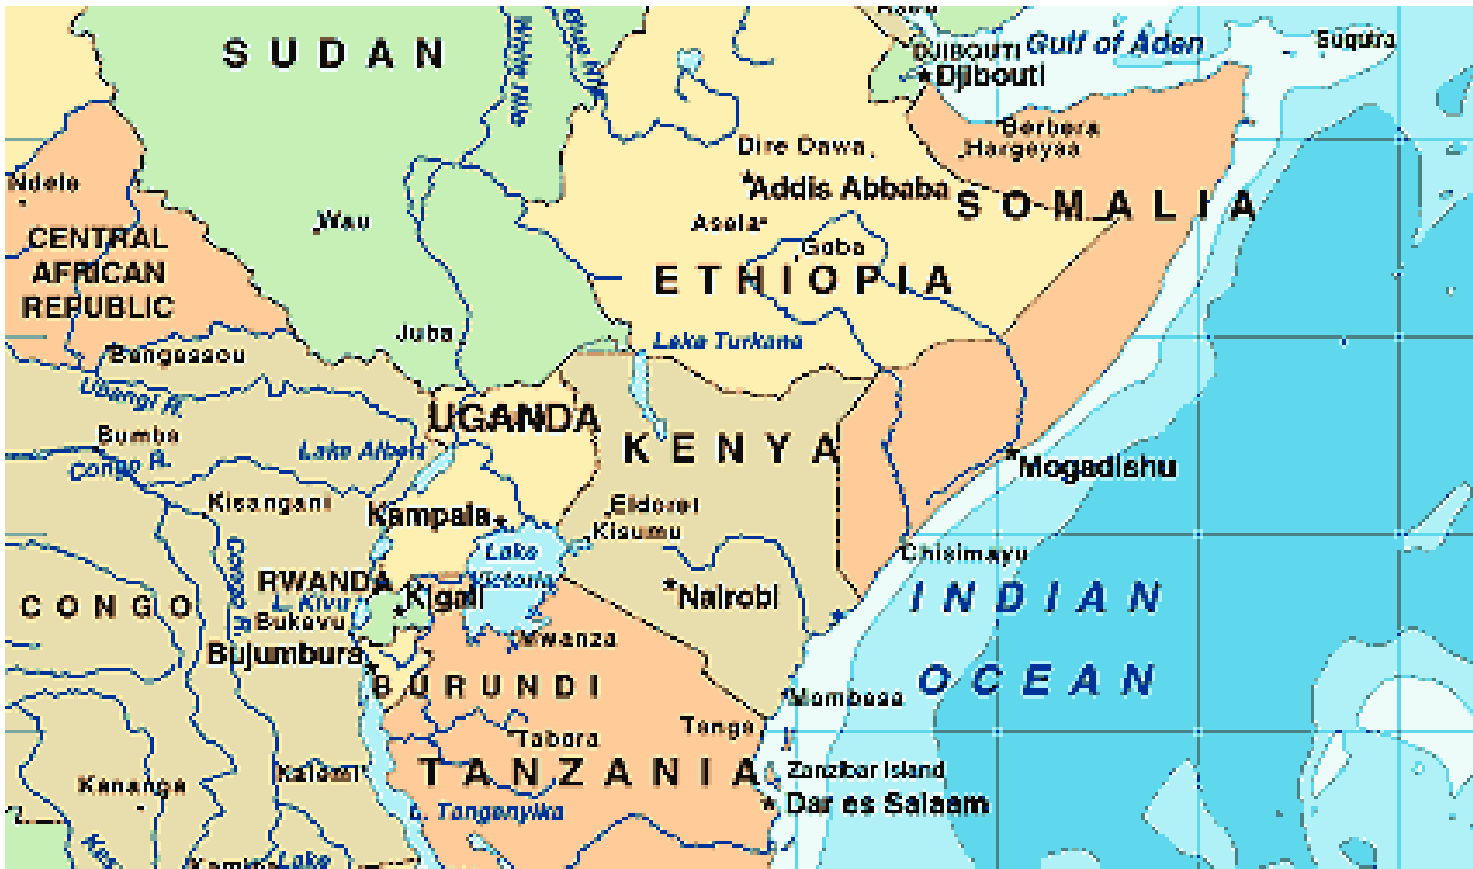 SUDAN
White Nile
Blue Nile
DJIBOUTI
Gulf of Aden
Suqutra
Djibouti
Berbera
Hargeysa
Dire Dawa
Addis Abbaba
SOMALIA
Ndele
Wau
Asela
Goba
CENTRAL
AFRICAN
REPUBLIC
ETHIOPIA
Juba
Lake Turkana
Bangassou
Ubangi R.
UGANDA
Bumba
Lake Albert
KENYA
Congo R.
Mogadishu
Kisangani
Eldoret
Kampala
Kisumu
Lake
Victoria
Chisimayu
Congo R.
RWANDA
Kigali
Nairobi
INDIAN
CONGO
L. Kivu
Bukavu
Mwanza
Bujumbura
BURUNDI
OCEAN
Mombasa
Tanga
Tabora
Kalemi
TANZANIA
Zanzibar Island
Kananga
L. Tanganyika
Dar es Salaam
Kamina
Lake